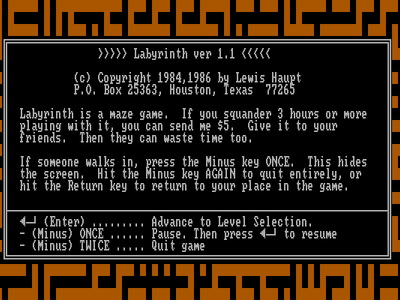 >>>>> Labyrinth ver 1.1 <<<<<
(c) Copyright 1984,1986 by Lewis Haupt
P.O. Box 25363, Houston, Texas  77265
Labyrinth is a maze game.  If you squander 3 hours or more
playing with it, you can send me $5.  Give it to your
friends.  Then they can waste time too.
If someone walks in, press the Minus key ONCE.  This hides
the screen.  Hit the Minus key AGAIN to quit entirely, or
hit the Return key to return to your place in the game.
◄┘ (Enter) ......... Advance to Level Selection.
- (Minus) ONCE ...... Pause. Then press ◄┘ to resume
- (Minus) TWICE ..... Quit game